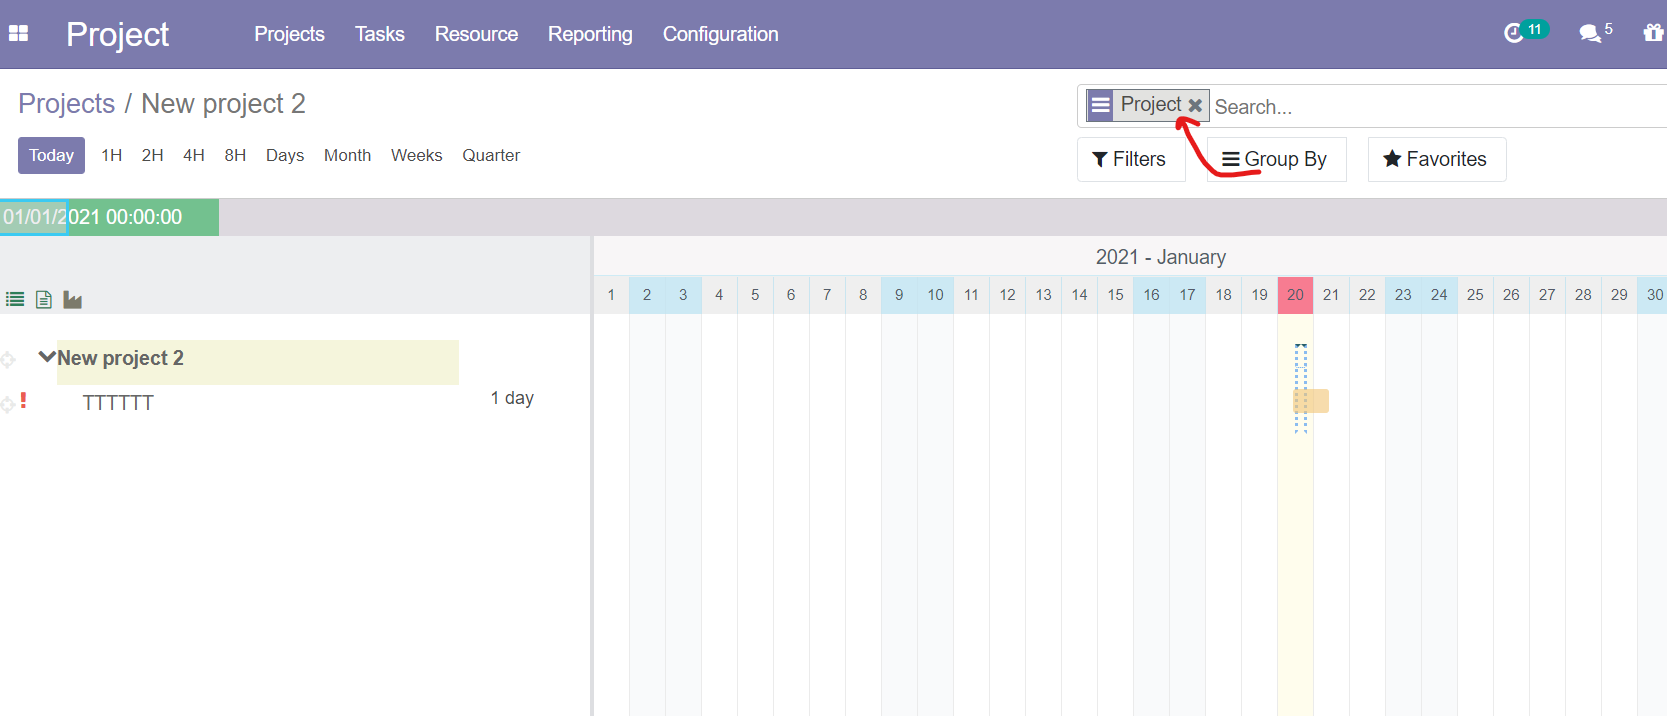 Project Projects Tasks Resource Reporting Configuration 11 5
Projects / New project 2
Project Search...
Today 1H 2H 4H 8H Days Month Weeks Quarter
Filters Group By Favorites
01/01/2021 00:00:00
2021 - January
1 2 3 4 5 6 7 8 9 10 11 12 13 14 15 16 17 18 19 20 21 22 23 24 25 26 27 28 29 30
New project 2
! TTTTTT 1 day